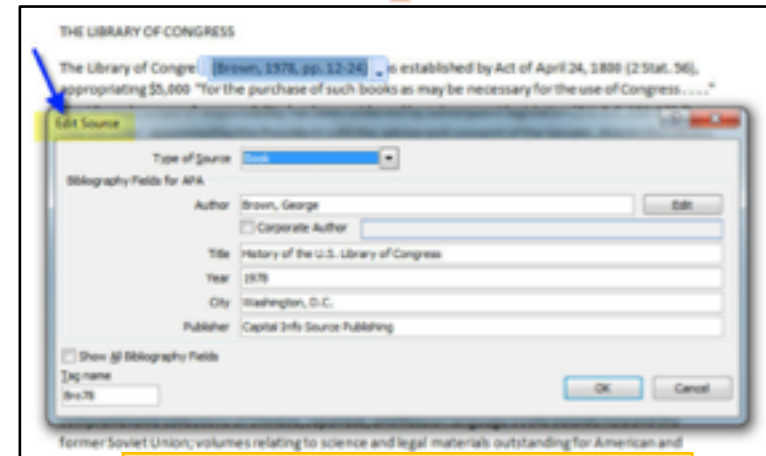 THE LIBRARY OF CONGRESS
The Library of Congre (Brown, 1978, pp. 12-24) s established by Act of April 24, 1800 (2 Stat. 56),
appropriating $5,000 "for the purchase of such books as may be necessary for the use of Congress . . . . ."
Edit Source
Type of Source Book
Bibliography Fields for APA
Author Brown, George Edit
Corporate Author
Title History of the U.S. Library of Congress
Year 1978
City Washington, D.C.
Publisher Capital Info Source Publishing
Show All Bibliography Fields
Tag name
Bro78
OK Cancel
former Soviet Union; volumes relating to science and legal materials outstanding for American and